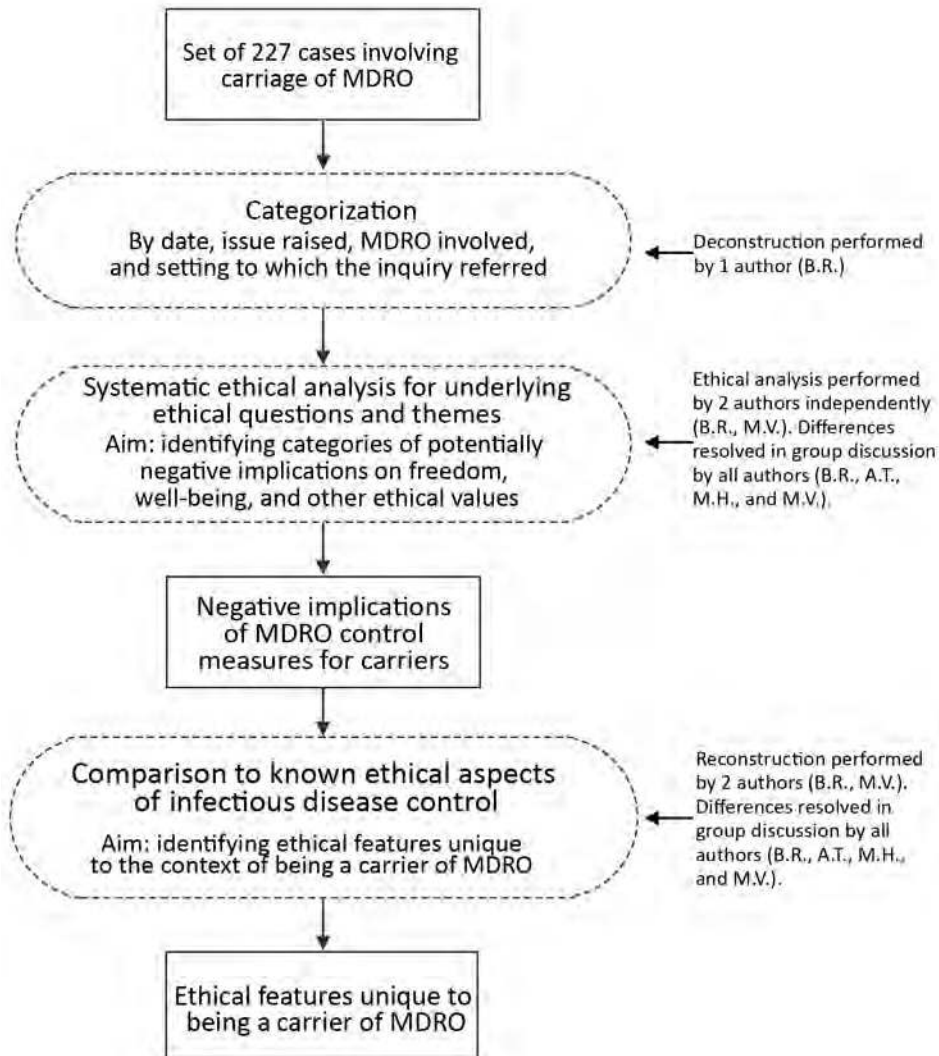 Set of 227 cases involving
carriage of MDRO
Categorization
By date, issue raised, MDRO involved,
and setting to which the inquiry referred
Deconstruction performed
by 1 author (B.R.)
Systematic ethical analysis for underlying
ethical questions and themes
Aim: identifying categories of potentially
negative implications on freedom,
well-being, and other ethical values
Ethical analysis performed
by 2 authors independently
(B.R., M.V.). Differences
resolved in group discussion
by all authors (B.R., A.T.,
M.H., and M.V.).
Negative implications
of MDRO control
measures for carriers
Comparison to known ethical aspects
of infectious disease control
Aim: identifying ethical features unique
to the context of being a carrier of MDRO
Reconstruction performed
by 2 authors (B.R., M.V.).
Differences resolved in
group discussion by all
authors (B.R., A.T., M.H.,
and M.V.).
Ethical features unique to
being a carrier of MDRO